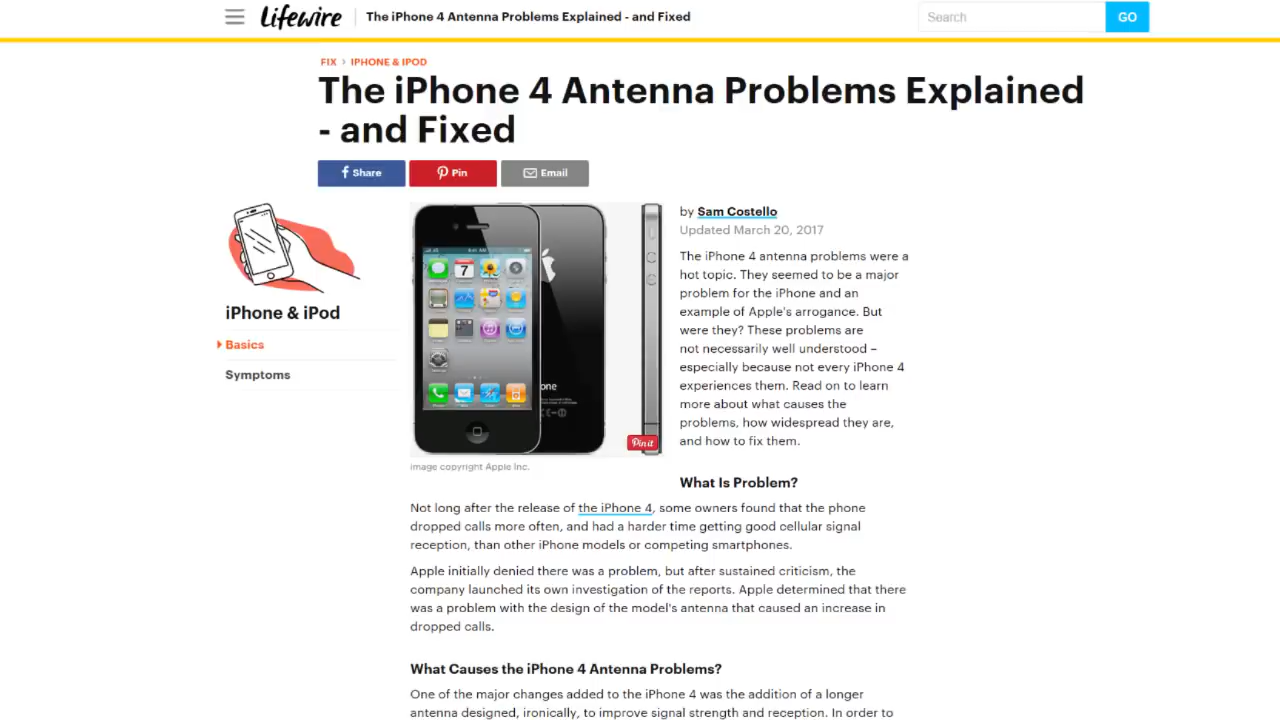 Lifewire
The iPhone 4 Antenna Problems Explained - and Fixed
Search
GO
FIX › IPHONE & IPOD
The iPhone 4 Antenna Problems Explained
- and Fixed
Share
Pin
Email
iPhone & iPod
Basics
Symptoms
7
one
Pin it
image copyright Apple Inc.
by Sam Costello
Updated March 20, 2017
The iPhone 4 antenna problems were a
hot topic. They seemed to be a major
problem for the iPhone and an
example of Apple's arrogance. But
were they? These problems are
not necessarily well understood –
especially because not every iPhone 4
experiences them. Read on to learn
more about what causes the
problems, how widespread they are,
and how to fix them.
What Is Problem?
Not long after the release of the iPhone 4, some owners found that the phone
dropped calls more often, and had a harder time getting good cellular signal
reception, than other iPhone models or competing smartphones.
Apple initially denied there was a problem, but after sustained criticism, the
company launched its own investigation of the reports. Apple determined that there
was a problem with the design of the model's antenna that caused an increase in
dropped calls.
What Causes the iPhone 4 Antenna Problems?
One of the major changes added to the iPhone 4 was the addition of a longer
antenna designed, ironically, to improve signal strength and reception. In order to